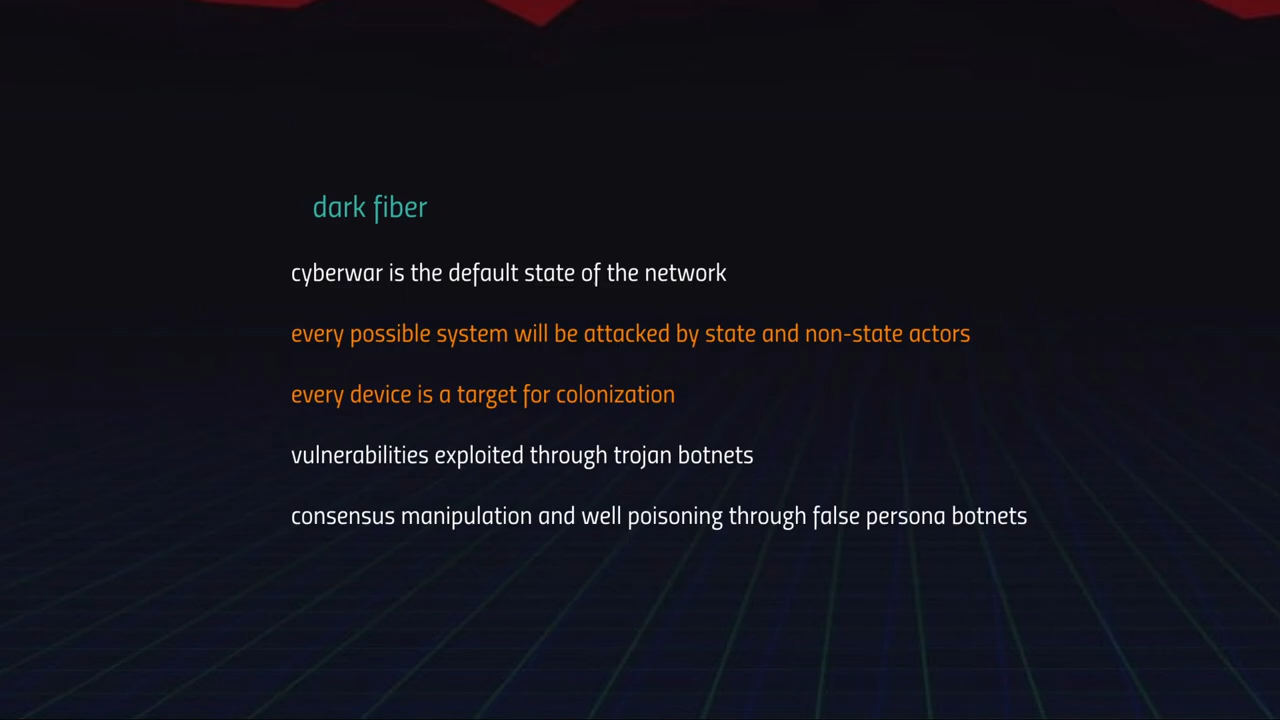 dark fiber
cyberwar is the default state of the network
every possible system will be attacked by state and non-state actors
every device is a target for colonization
vulnerabilities exploited through trojan botnets
consensus manipulation and well poisoning through false persona botnets